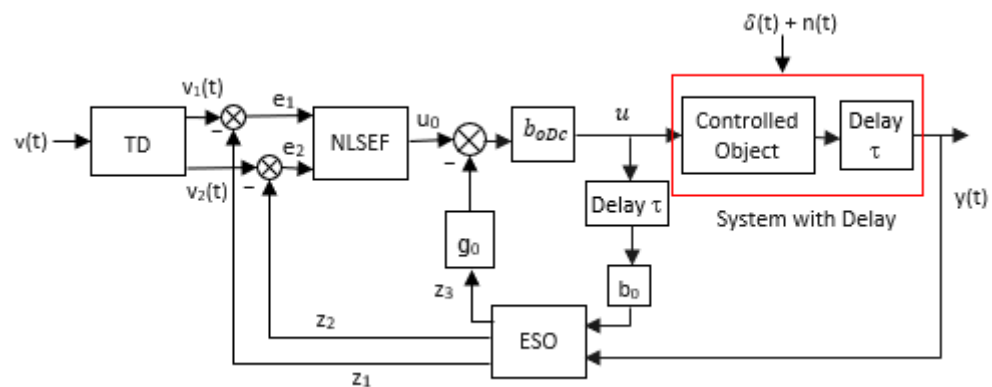 δ(t) + n(t)
v₁(t)
e₁
v(t)
TD
NLSEF
u₀
b₀Dc
u
Controlled
Object
Delay
τ
e₂
v₂(t)
Delay τ
System with Delay
y(t)
g₀
b₀
z₃
z₂
ESO
z₁